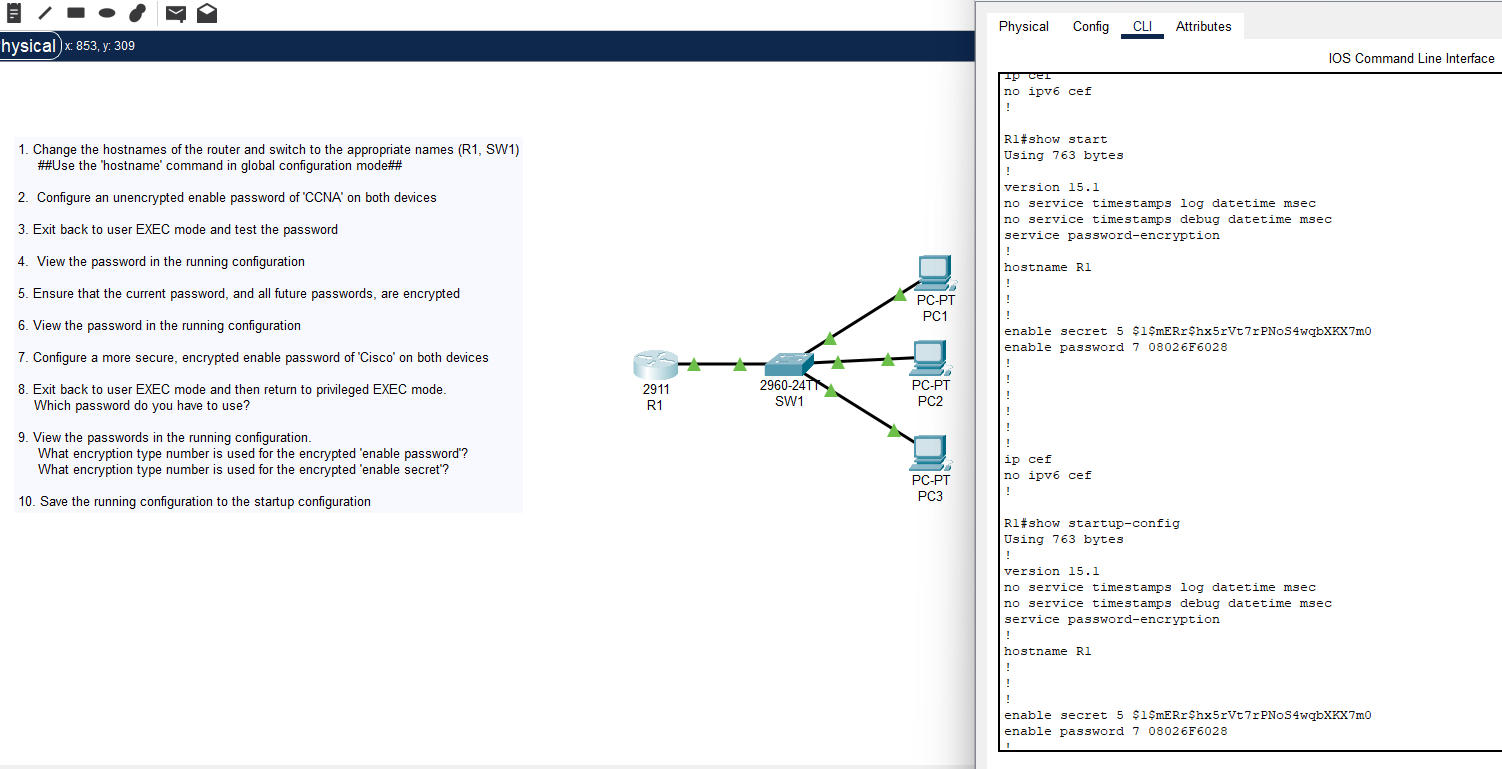 hysical
x: 853, y: 309
1. Change the hostnames of the router and switch to the appropriate names (R1, SW1)
##Use the 'hostname' command in global configuration mode##
2. Configure an unencrypted enable password of 'CCNA' on both devices
3. Exit back to user EXEC mode and test the password
4. View the password in the running configuration
5. Ensure that the current password, and all future passwords, are encrypted
6. View the password in the running configuration
7. Configure a more secure, encrypted enable password of 'Cisco' on both devices
8. Exit back to user EXEC mode and then return to privileged EXEC mode.
Which password do you have to use?
9. View the passwords in the running configuration.
What encryption type number is used for the encrypted 'enable password'?
What encryption type number is used for the encrypted 'enable secret'?
10. Save the running configuration to the startup configuration
2911
R1
2960-24TT
SW1
PC-PT
PC1
PC-PT
PC2
PC-PT
PC3
Physical Config CLI Attributes
IOS Command Line Interface
ip cef
no ipv6 cef
!
R1#show start
Using 763 bytes
!
version 15.1
no service timestamps log datetime msec
no service timestamps debug datetime msec
service password-encryption
!
hostname R1
!
!
!
enable secret 5 $1$mERr$hx5rVt7rPNoS4wqbXKX7m0
enable password 7 08026F6028
!
!
!
!
!
!
ip cef
no ipv6 cef
!
R1#show startup-config
Using 763 bytes
!
version 15.1
no service timestamps log datetime msec
no service timestamps debug datetime msec
service password-encryption
!
hostname R1
!
!
!
enable secret 5 $1$mERr$hx5rVt7rPNoS4wqbXKX7m0
enable password 7 08026F6028
!